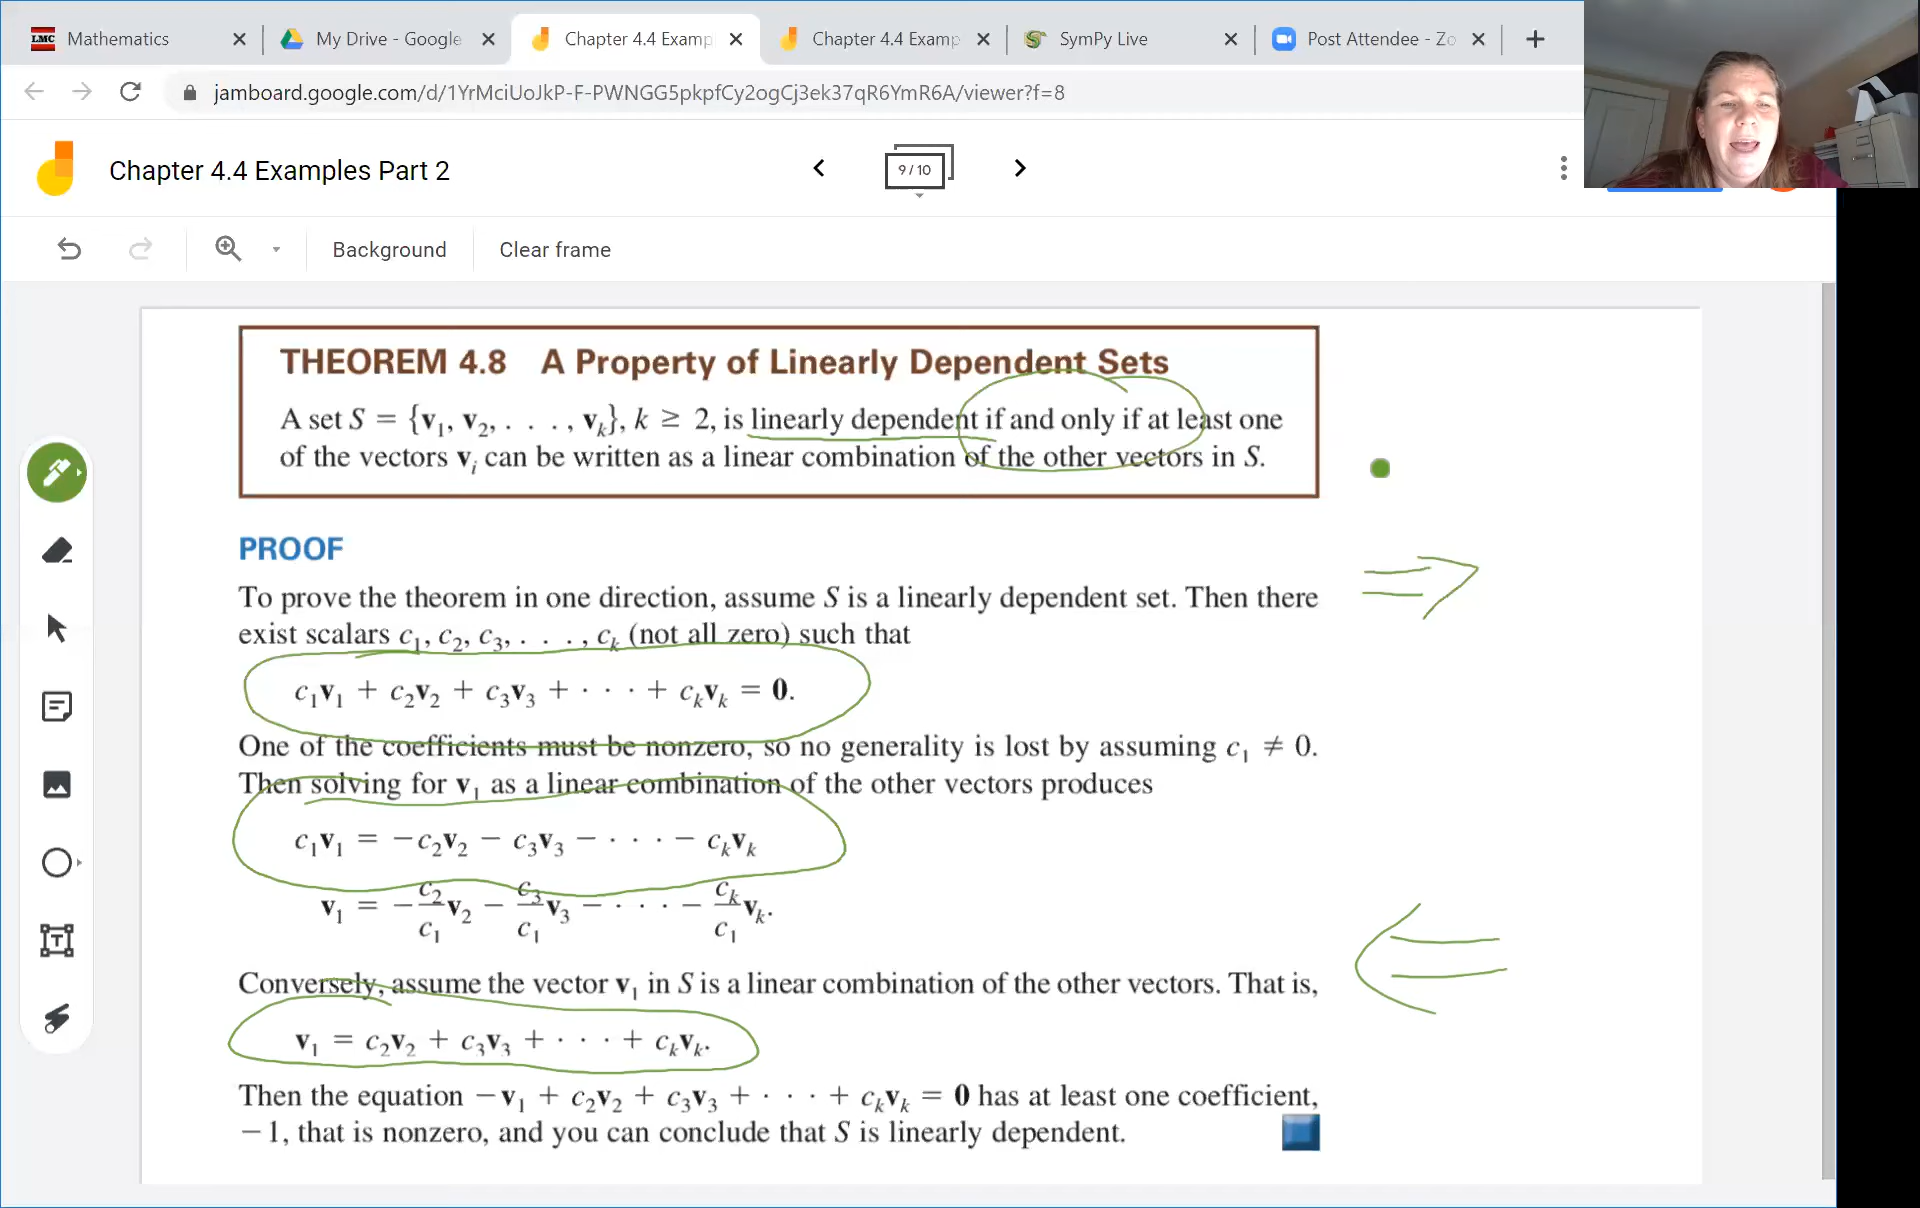 LMC Mathematics
My Drive - Google
Chapter 4.4 Examp
Chapter 4.4 Examp
SymPy Live
Post Attendee - Zo
jamboard.google.com/d/1YrMciUoJkP-F-PWNGG5pkpfCy2ogCj3ek37qR6YmR6A/viewer?f=8
Chapter 4.4 Examples Part 2
9 / 10
Background
Clear frame
THEOREM 4.8 A Property of Linearly Dependent Sets
A set S = {v₁, v₂, . . . , vₖ}, k ≥ 2, is linearly dependent if and only if at least one
of the vectors vᵢ can be written as a linear combination of the other vectors in S.
PROOF
To prove the theorem in one direction, assume S is a linearly dependent set. Then there
exist scalars c₁, c₂, c₃, . . . , cₖ (not all zero) such that
c₁v₁ + c₂v₂ + c₃v₃ + · · · + cₖvₖ = 0.
One of the coefficients must be nonzero, so no generality is lost by assuming c₁ ≠ 0.
Then solving for v₁ as a linear combination of the other vectors produces
c₁v₁ = −c₂v₂ − c₃v₃ − · · · − cₖvₖ
v₁ = −c₂/c₁ v₂ − c₃/c₁ v₃ − · · · − cₖ/c₁ vₖ.
Conversely, assume the vector v₁ in S is a linear combination of the other vectors. That is,
v₁ = c₂v₂ + c₃v₃ + · · · + cₖvₖ.
Then the equation −v₁ + c₂v₂ + c₃v₃ + · · · + cₖvₖ = 0 has at least one coefficient,
−1, that is nonzero, and you can conclude that S is linearly dependent.